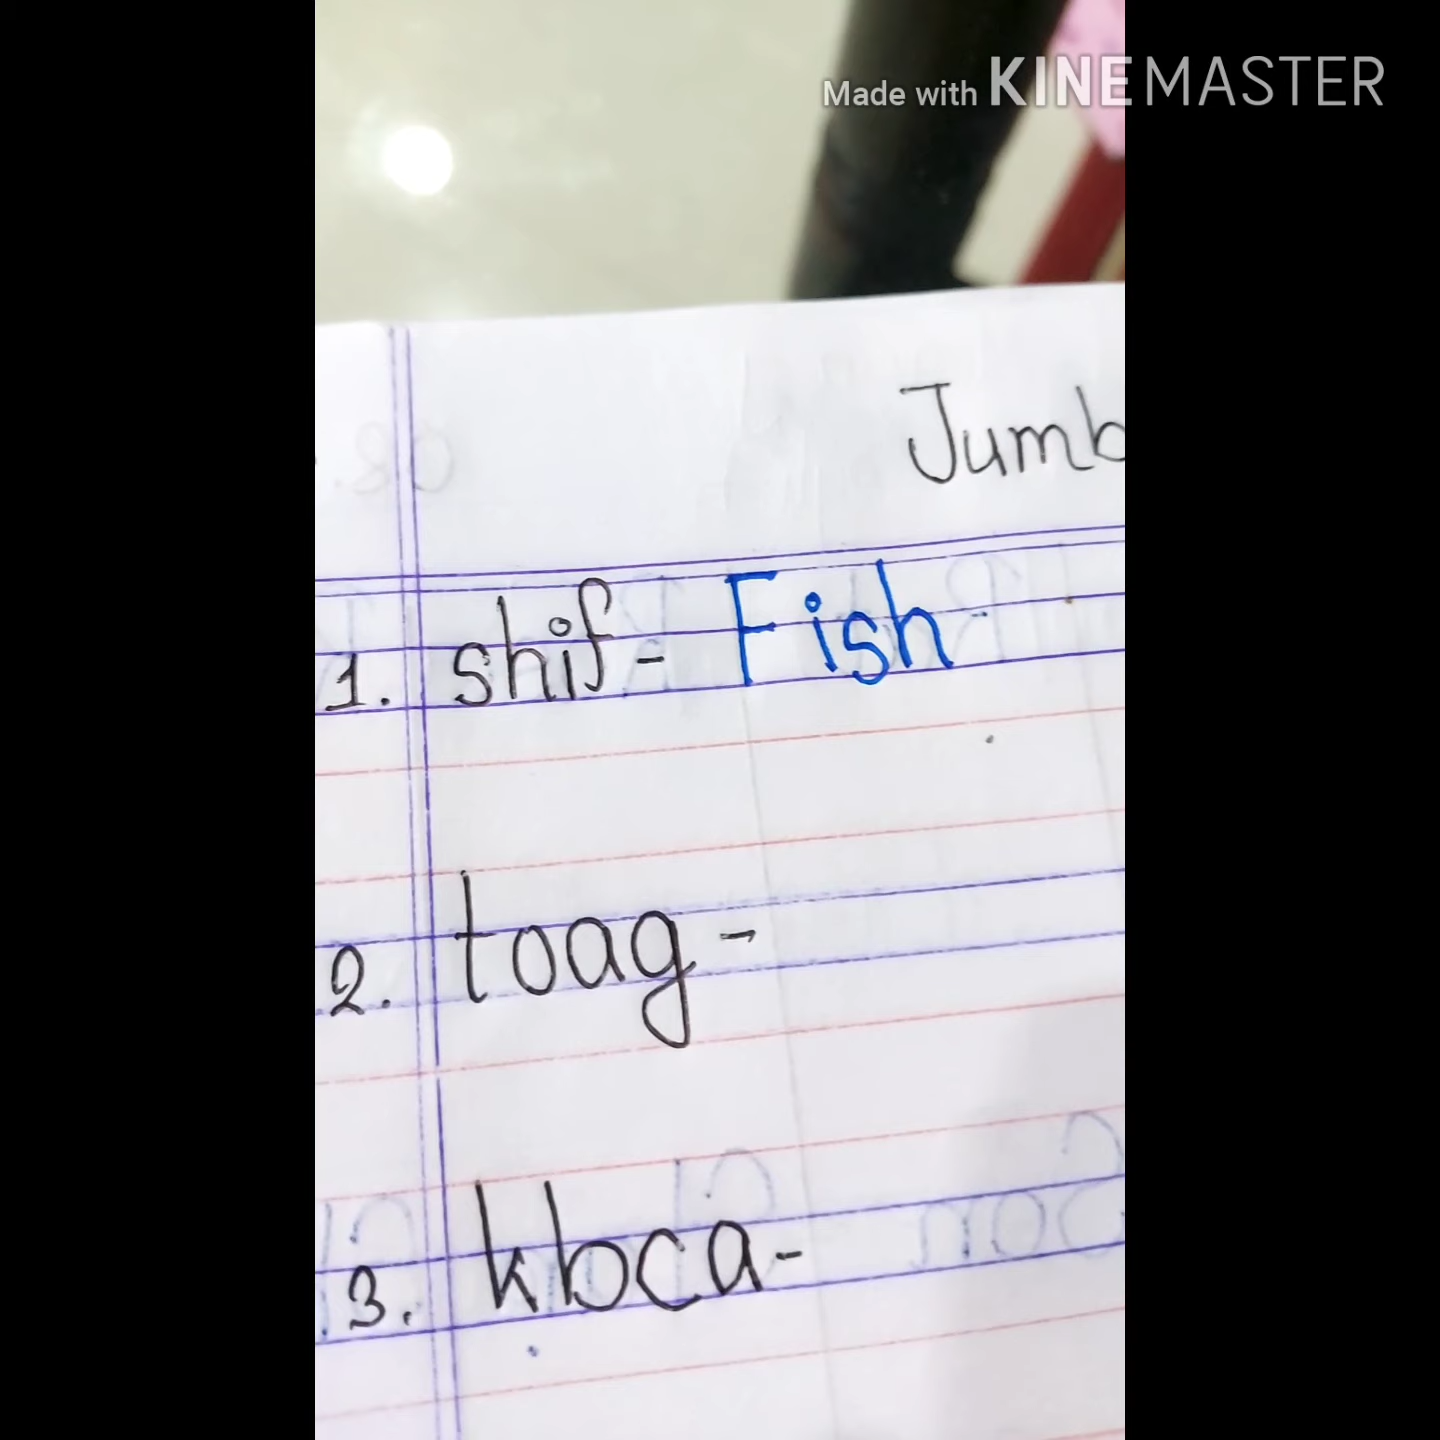 Made with KINEMASTER
Jumb
1. shif - Fish
2. toag -
3. kbca -